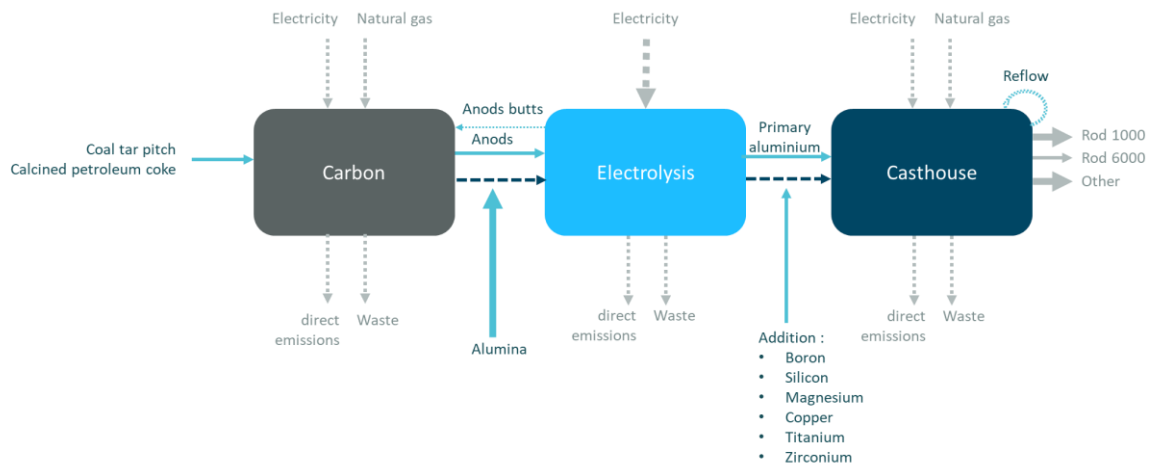 Electricity
Natural gas
Electricity
Electricity
Natural gas
Reflow
Anods butts
Anods
Primary
aluminium
Coal tar pitch
Calcined petroleum coke
Carbon
Electrolysis
Casthouse
Rod 1000
Rod 6000
Other
direct
emissions
Waste
Alumina
direct
emissions
Waste
direct
emissions
Waste
Addition :
• Boron
• Silicon
• Magnesium
• Copper
• Titanium
• Zirconium